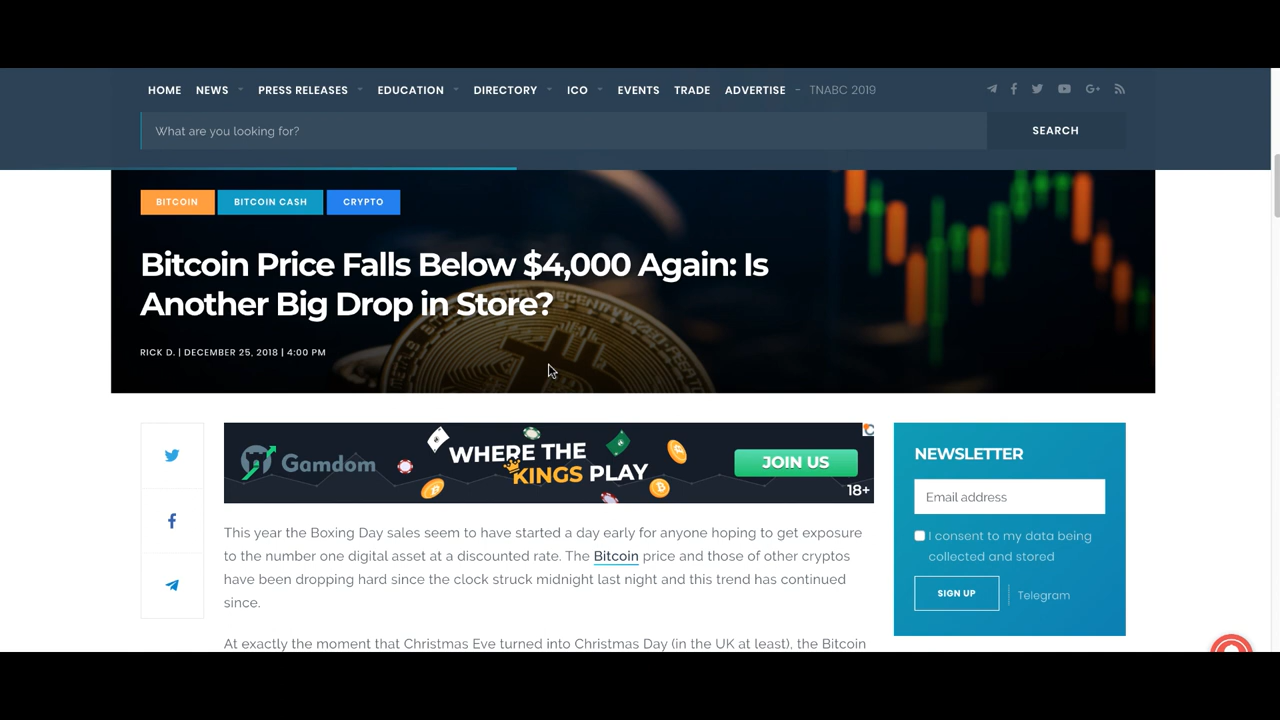 HOME NEWS PRESS RELEASES EDUCATION DIRECTORY ICO EVENTS TRADE ADVERTISE – TNABC 2019
What are you looking for?
SEARCH
BITCOIN BITCOIN CASH CRYPTO
Bitcoin Price Falls Below $4,000 Again: Is
Another Big Drop in Store?
RICK D. | DECEMBER 25, 2018 | 4:00 PM
Gamdom
WHERE THE
KINGS PLAY
JOIN US
18+
This year the Boxing Day sales seem to have started a day early for anyone hoping to get exposure
to the number one digital asset at a discounted rate. The Bitcoin price and those of other cryptos
have been dropping hard since the clock struck midnight last night and this trend has continued
since.
At exactly the moment that Christmas Eve turned into Christmas Day (in the UK at least), the Bitcoin
NEWSLETTER
Email address
I consent to my data being
collected and stored
SIGN UP
Telegram